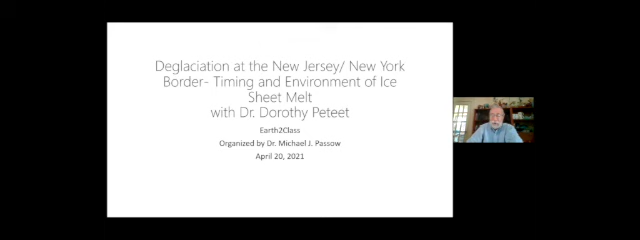 Deglaciation at the New Jersey/ New York
Border- Timing and Environment of Ice
Sheet Melt
with Dr. Dorothy Peteet
Earth2Class
Organized by Dr. Michael J. Passow
April 20, 2021